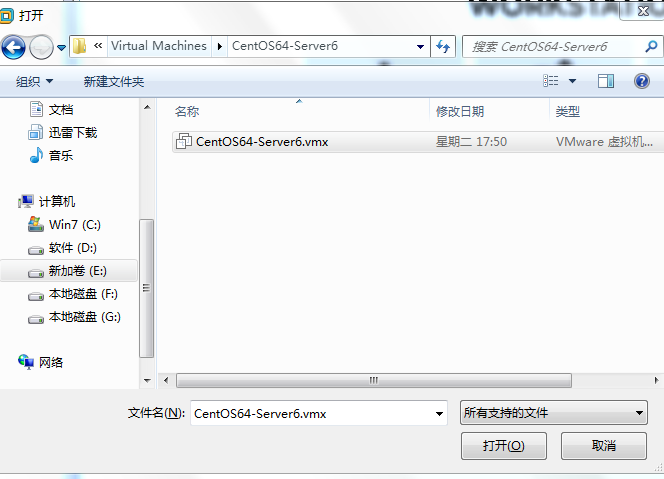 WORKSTATIO
打开
« Virtual Machines CentOS64-Server6 搜索 CentOS64-Server6
组织 新建文件夹
名称 修改日期 类型
CentOS64-Server6.vmx 星期二 17:50 VMware 虚拟机...
文档
迅雷下载
音乐
计算机
Win7 (C:)
软件 (D:)
新加卷 (E:)
本地磁盘 (F:)
本地磁盘 (G:)
网络
文件名(N): CentOS64-Server6.vmx 所有支持的文件
打开(O) 取消